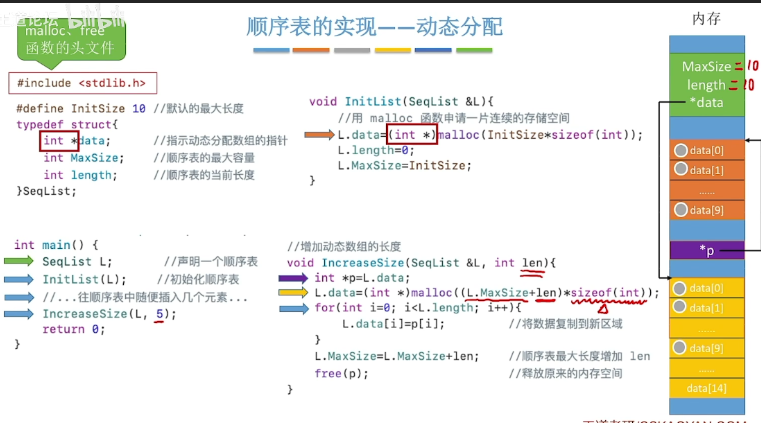 道论坛 bilibili
malloc、free
函数的头文件
顺序表的实现——动态分配
内存
#include <stdlib.h>
#define InitSize 10 //默认的最大长度
typedef struct{
int *data; //指示动态分配数组的指针
int MaxSize; //顺序表的最大容量
int length; //顺序表的当前长度
}SeqList;
void InitList(SeqList &L){
//用 malloc 函数申请一片连续的存储空间
L.data=(int *)malloc(InitSize*sizeof(int));
L.length=0;
L.MaxSize=InitSize;
}
int main() {
SeqList L; //声明一个顺序表
InitList(L); //初始化顺序表
//...往顺序表中随便插入几个元素...
IncreaseSize(L, 5);
return 0;
}
//增加动态数组的长度
void IncreaseSize(SeqList &L, int len){
int *p=L.data;
L.data=(int *)malloc((L.MaxSize+len)*sizeof(int));
for(int i=0; i<L.length; i++){
L.data[i]=p[i]; //将数据复制到新区域
}
L.MaxSize=L.MaxSize+len; //顺序表最大长度增加 len
free(p); //释放原来的内存空间
}
MaxSize=10
length=
*data
data[0]
data[1]
......
data[9]
*p
data[0]
data[1]
......
data[9]
......
data[14]